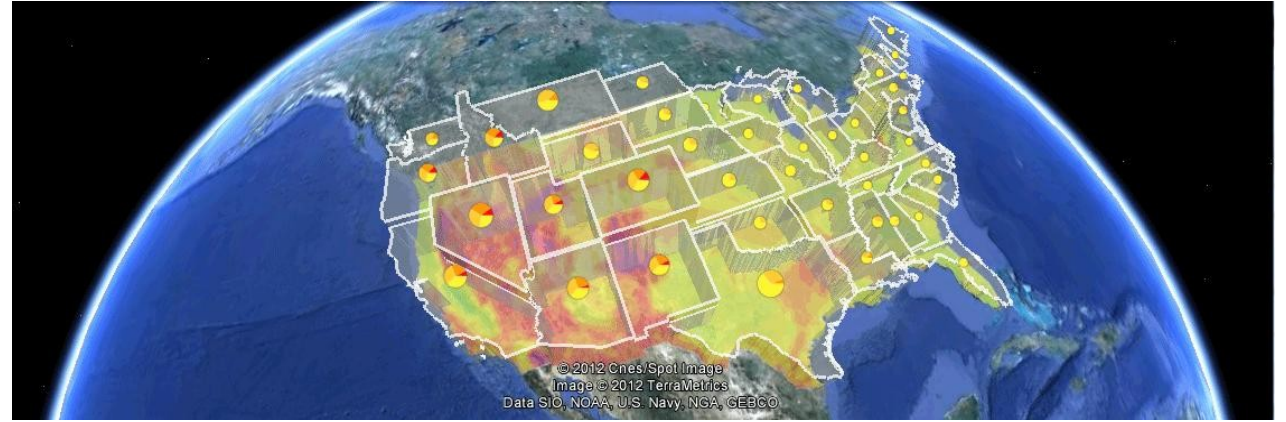 © 2012 Cnes/Spot Image
Image © 2012 TerraMetrics
Data SIO, NOAA, U.S. Navy, NGA, GEBCO